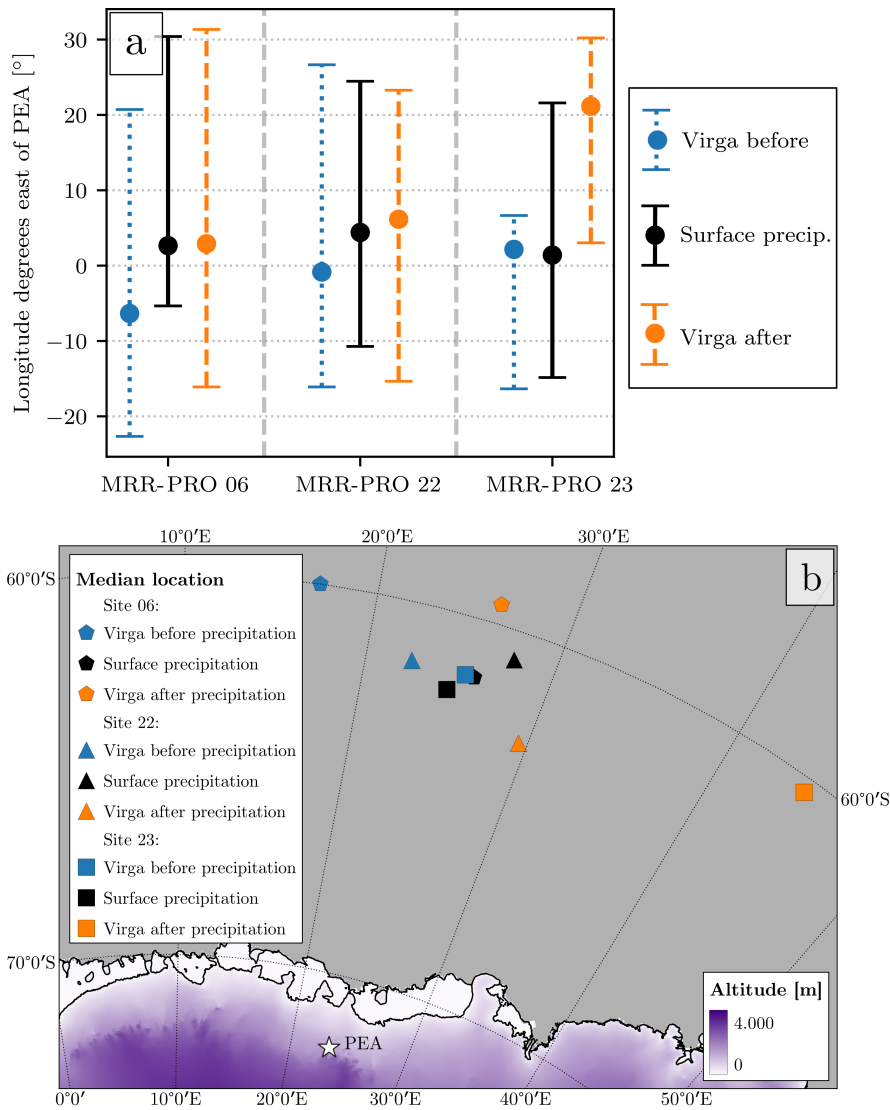 a
Longitude degreees east of PEA [°]
30
20
10
0
−10
−20
MRR-PRO 06
MRR-PRO 22
MRR-PRO 23
Virga before
Surface precip.
Virga after
10°0′E
20°0′E
30°0′E
60°0′S
b
Median location
Site 06:
Virga before precipitation
Surface precipitation
Virga after precipitation
Site 22:
Virga before precipitation
Surface precipitation
Virga after precipitation
Site 23:
Virga before precipitation
Surface precipitation
Virga after precipitation
60°0′S
70°0′S
PEA
Altitude [m]
4.000
0
0°0′
10°0′E
20°0′E
30°0′E
40°0′E
50°0′E